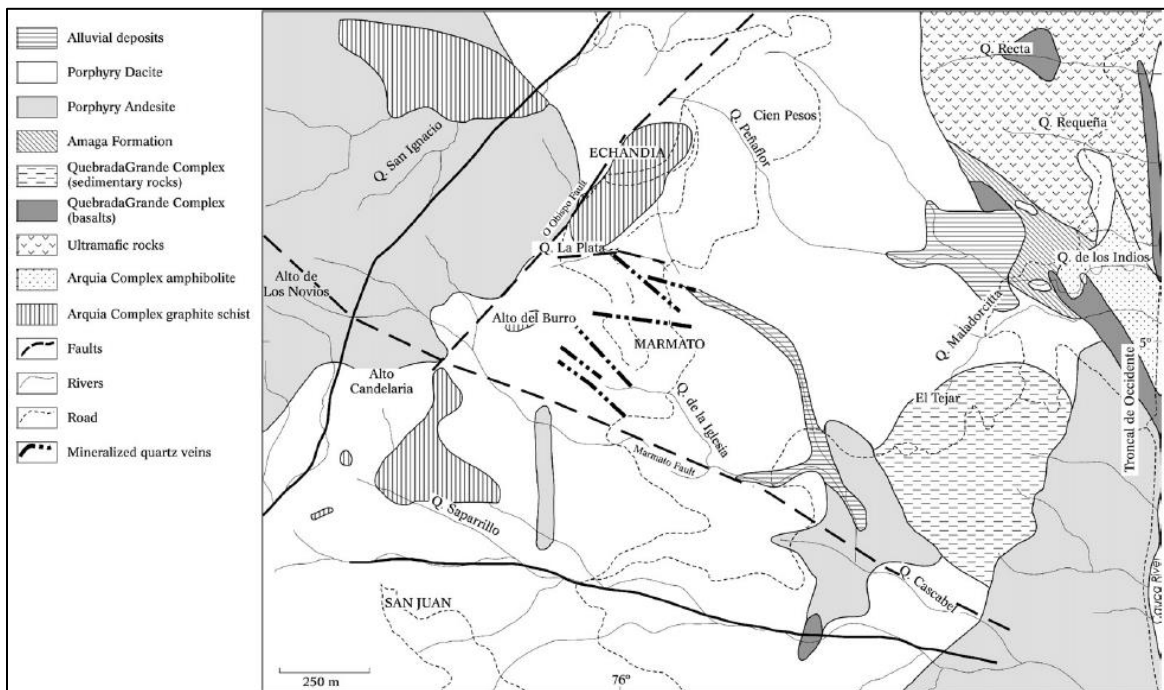 Alluvial deposits
Porphyry Dacite
Porphyry Andesite
Amaga Formation
QuebradaGrande Complex
(sedimentary rocks)
QuebradaGrande Complex
(basalts)
Ultramafic rocks
Arquia Complex amphibolite
Arquia Complex graphite schist
Faults
Rivers
Road
Mineralized quartz veins
Q. Recta
Q. Requeña
Cien Pesos
Q. Peñaflor
Q. San Ignacio
ECHANDIA
O Obispo Fault
Q. La Plata
Q. de los Indios
Alto de
Los Novios
Alto del Burro
MARMATO
Q. Maladorcitta
5°
Alto
Candelaria
El Tejar
Troncal de Occidente
Q. de la Iglesia
Marmato Fault
Q. Saparrillo
Q. Cascabel
Cauca River
SAN JUAN
250 m
76°